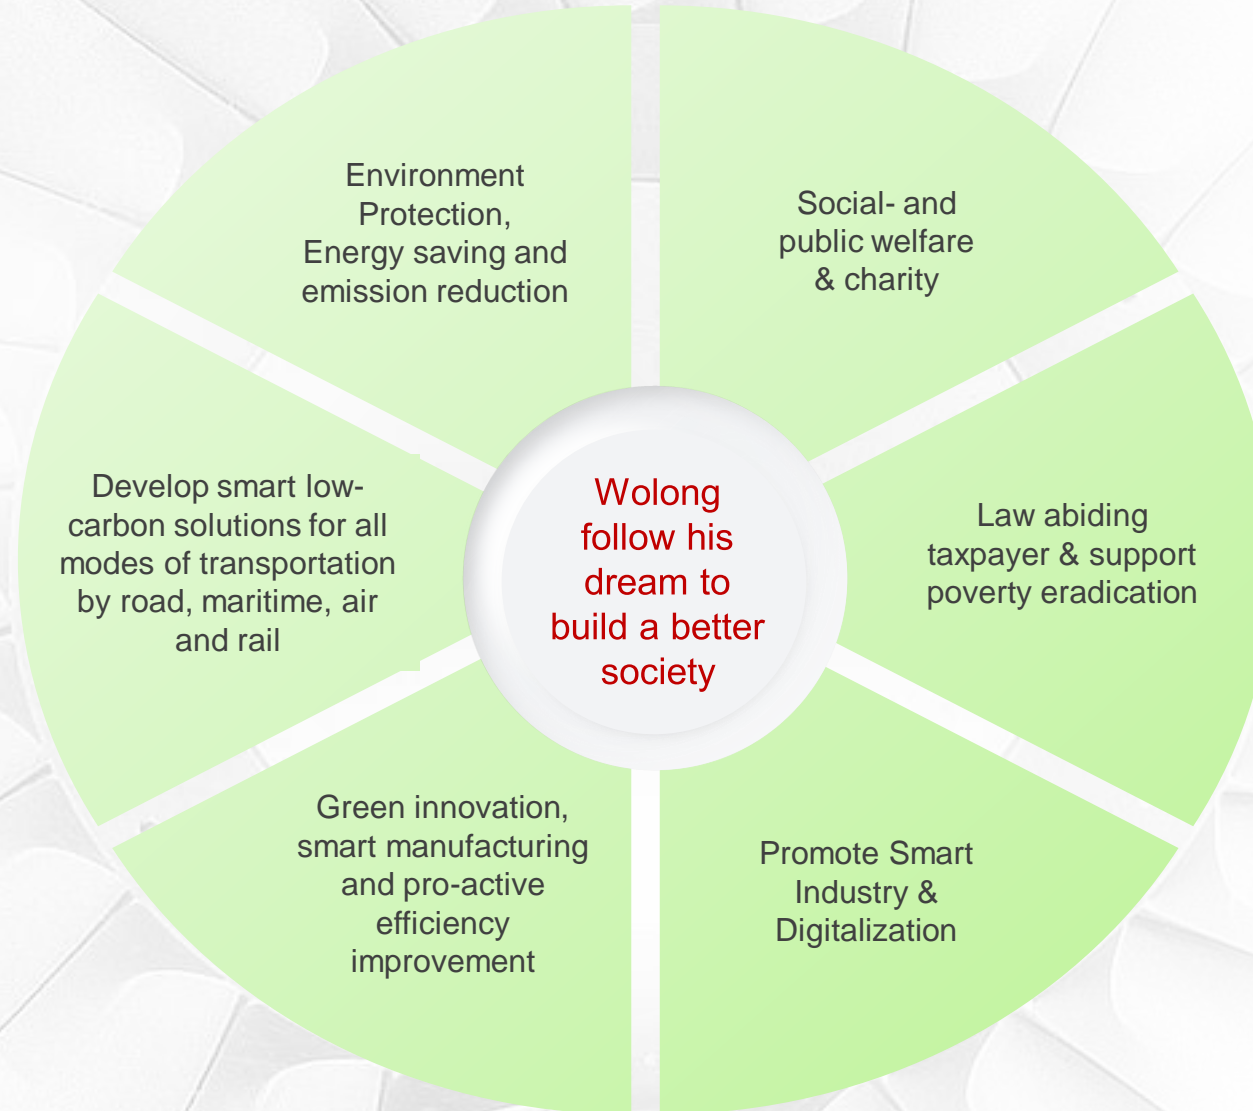 Environment
Protection,
Energy saving and
emission reduction
Social- and
public welfare
& charity
Develop smart low-
carbon solutions for all
modes of transportation
by road, maritime, air
and rail
Wolong
follow his
dream to
build a better
society
Law abiding
taxpayer & support
poverty eradication
Green innovation,
smart manufacturing
and pro-active
efficiency
improvement
Promote Smart
Industry &
Digitalization